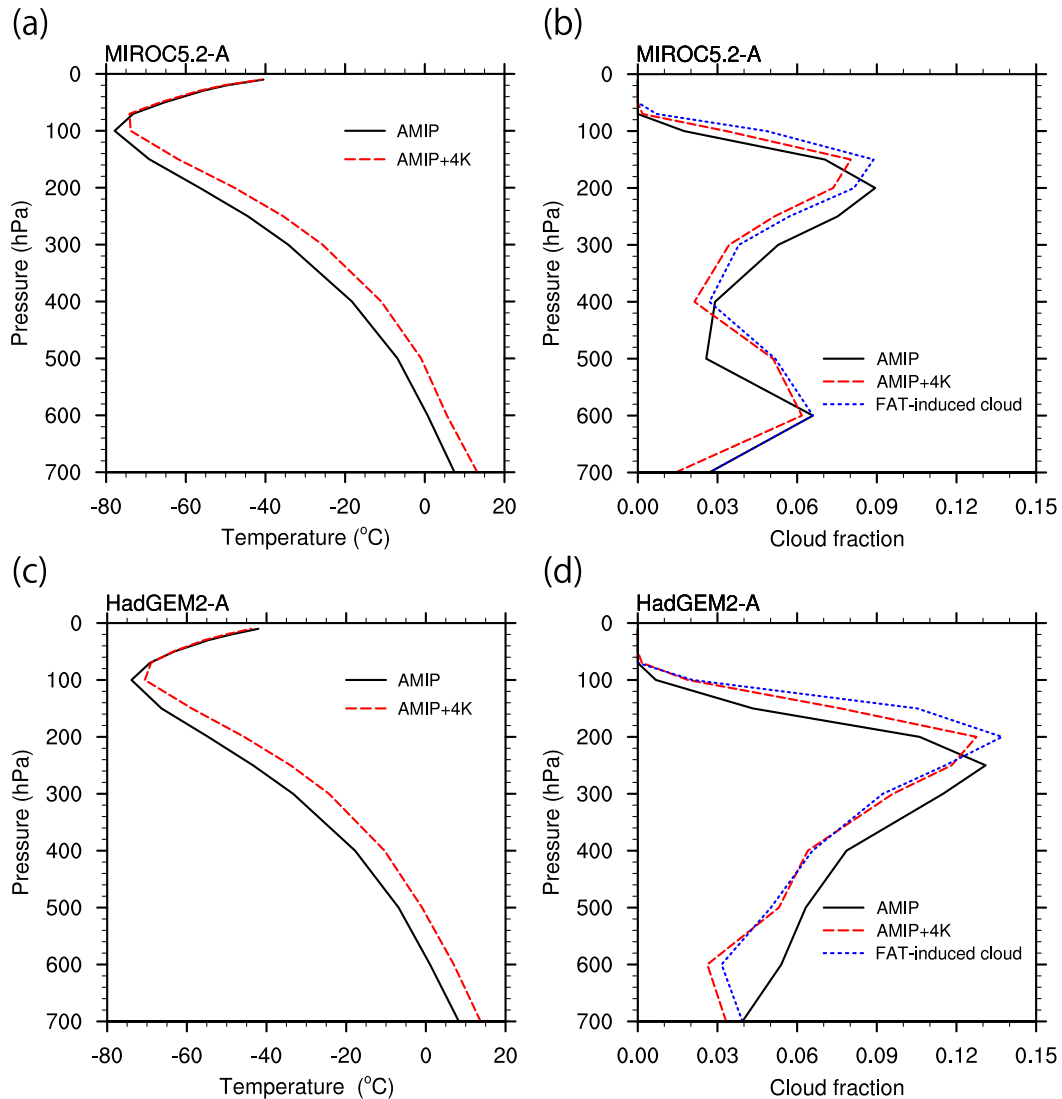 (a)
MIROC5.2-A
0
100
200
300
400
500
600
700
Pressure (hPa)
AMIP
AMIP+4K
-80 -60 -40 -20 0 20
Temperature (°C)
(b)
MIROC5.2-A
0
100
200
300
400
500
600
700
Pressure (hPa)
AMIP
AMIP+4K
FAT-induced cloud
0.00 0.03 0.06 0.09 0.12 0.15
Cloud fraction
(c)
HadGEM2-A
0
100
200
300
400
500
600
700
Pressure (hPa)
AMIP
AMIP+4K
-80 -60 -40 -20 0 20
Temperature (°C)
(d)
HadGEM2-A
0
100
200
300
400
500
600
700
Pressure (hPa)
AMIP
AMIP+4K
FAT-induced cloud
0.00 0.03 0.06 0.09 0.12 0.15
Cloud fraction